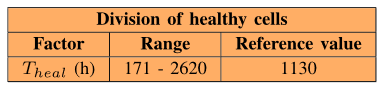 Division of healthy cells
Factor Range Reference value
T_heal (h) 171 - 2620 1130